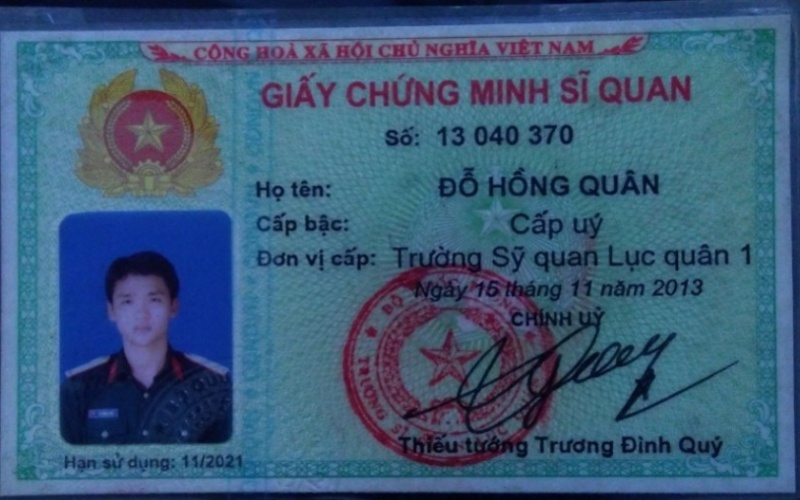 CỘNG HOÀ XÃ HỘI CHỦ NGHĨA VIỆT NAM
GIẤY CHỨNG MINH SĨ QUAN
Số: 13 040 370
Họ tên: ĐỖ HỒNG QUÂN
Cấp bậc: Cấp uý
Đơn vị cấp: Trường Sỹ quan Lục quân 1
Ngày 15 tháng 11 năm 2013
CHÍNH UỶ
TRƯỜNG SĨ
Thiếu tướng Trương Đình Quý
Hạn sử dụng: 11/2021